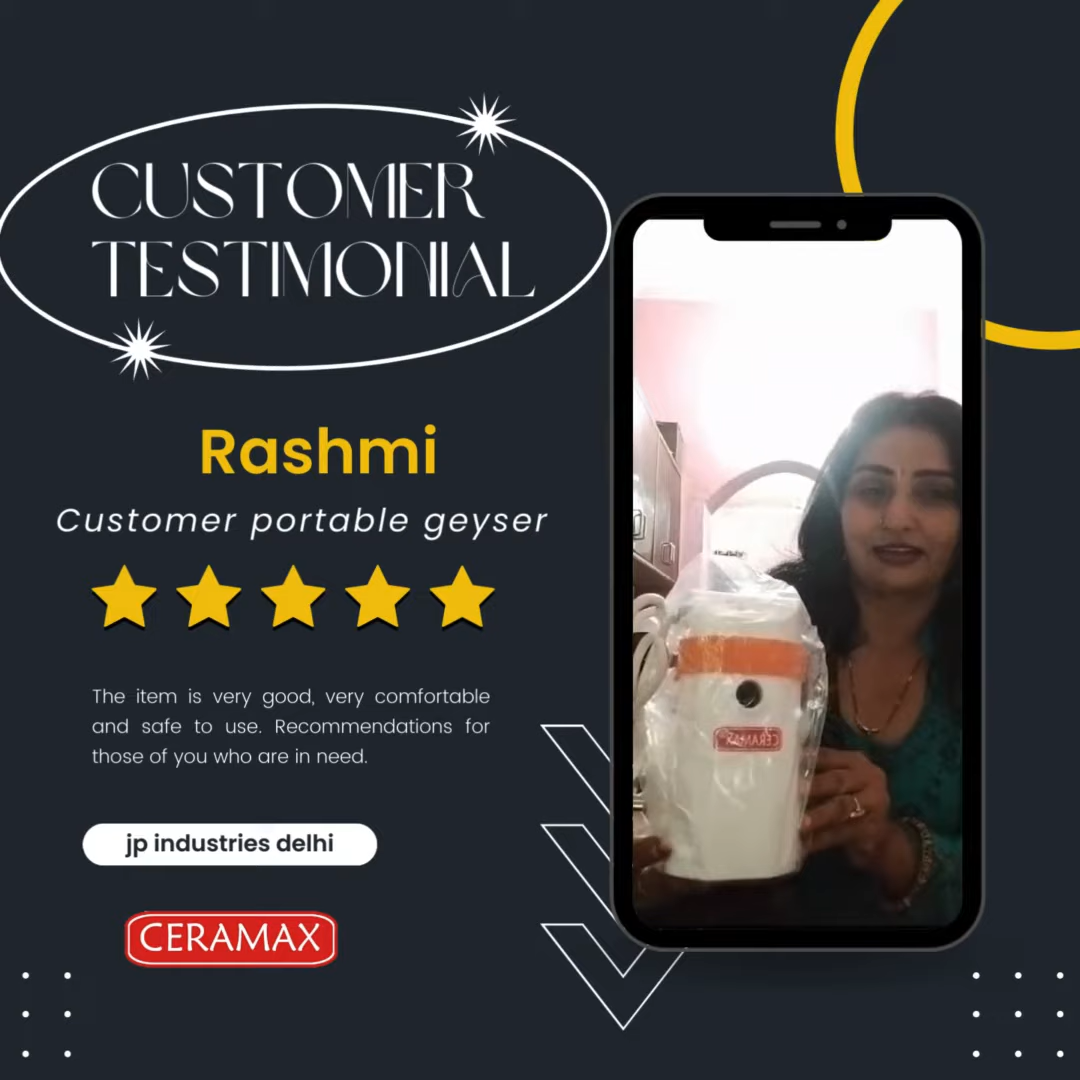 CUSTOMER
TESTIMONIAL
Rashmi
Customer portable geyser
The item is very good, very comfortable
and safe to use. Recommendations for
those of you who are in need.
jp industries delhi
CERAMAX
CERAMAX